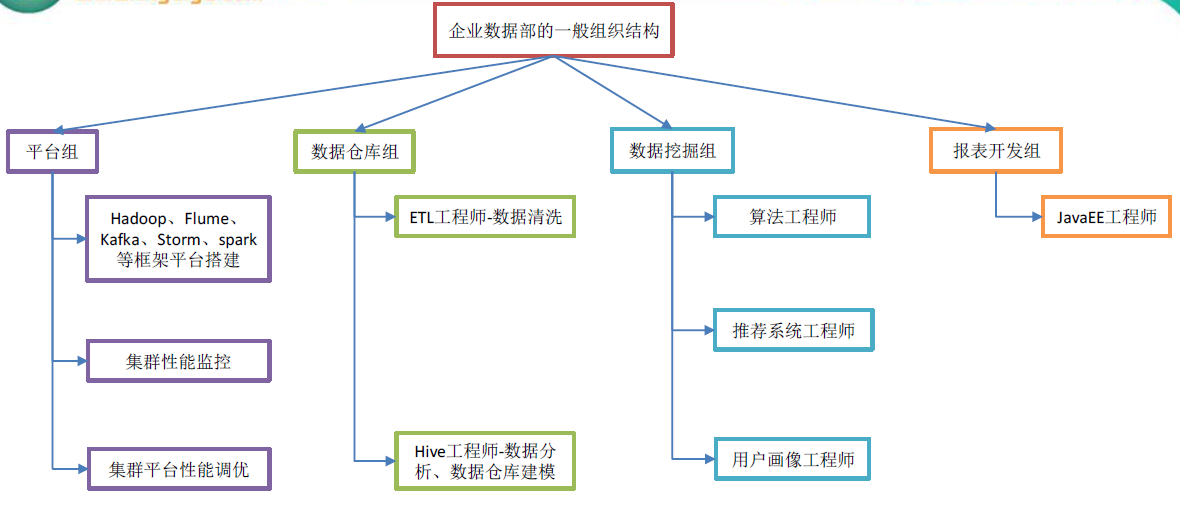 企业数据部的一般组织结构
平台组
数据仓库组
数据挖掘组
报表开发组
Hadoop、Flume、
Kafka、Storm、spark
等框架平台搭建
ETL工程师-数据清洗
算法工程师
JavaEE工程师
集群性能监控
推荐系统工程师
集群平台性能调优
Hive工程师-数据分
析、数据仓库建模
用户画像工程师